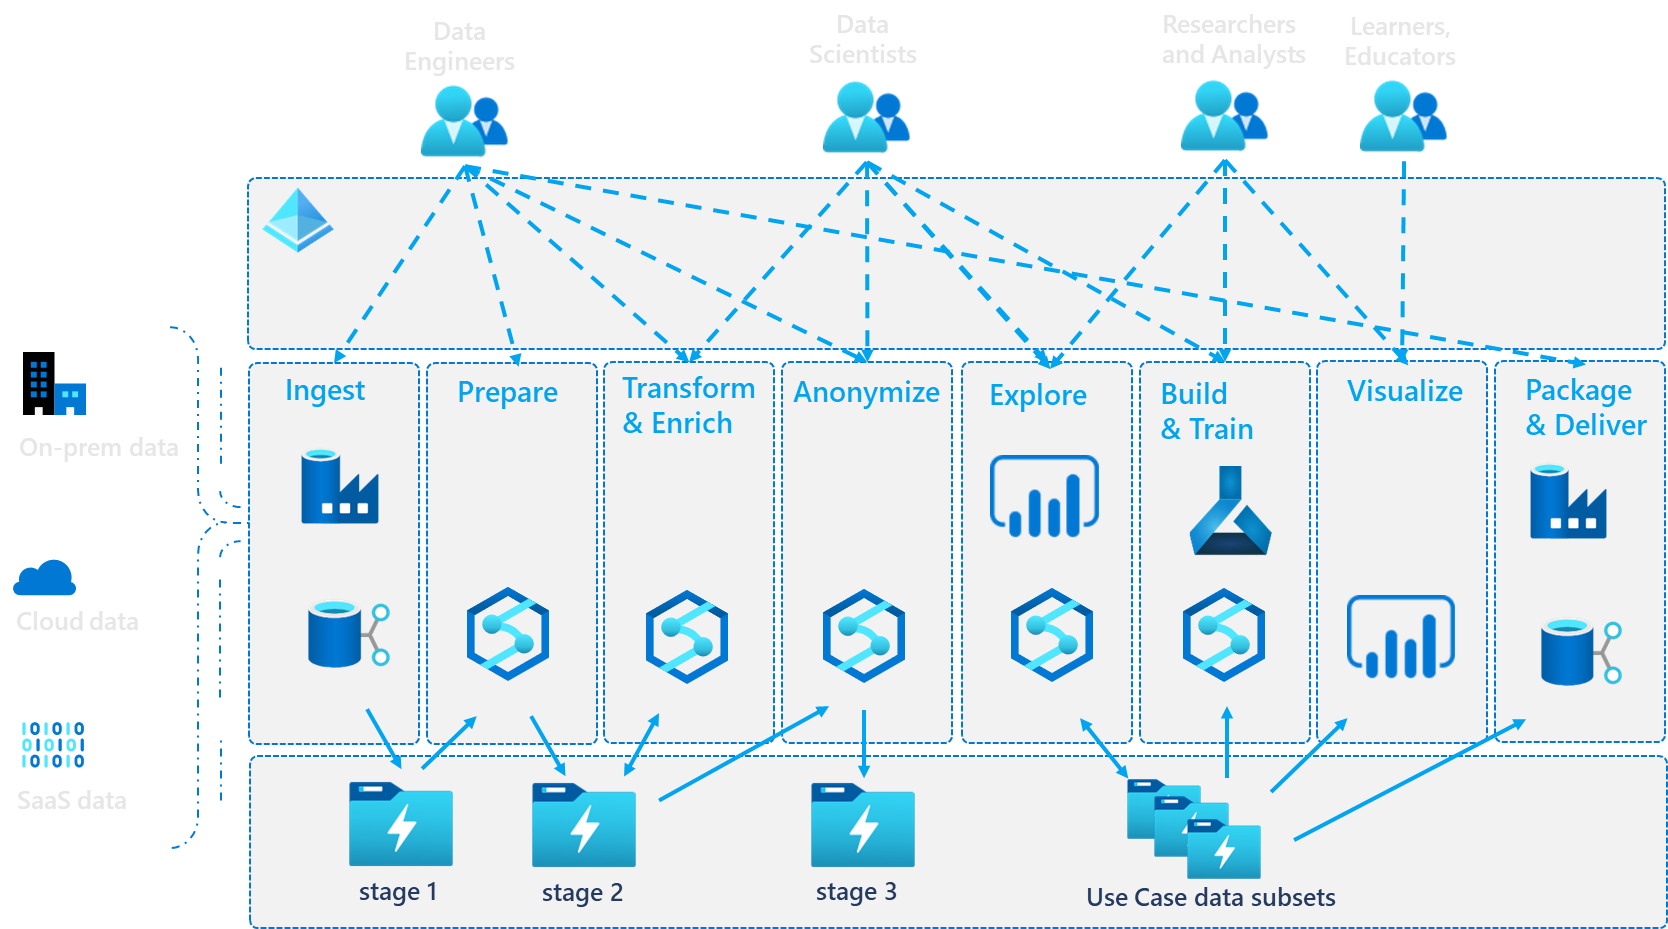 Data
Engineers
Data
Scientists
Researchers
and Analysts
Learners,
Educators
On-prem data
Cloud data
SaaS data
Ingest
Prepare
Transform
& Enrich
Anonymize
Explore
Build
& Train
Visualize
Package
& Deliver
stage 1
stage 2
stage 3
Use Case data subsets